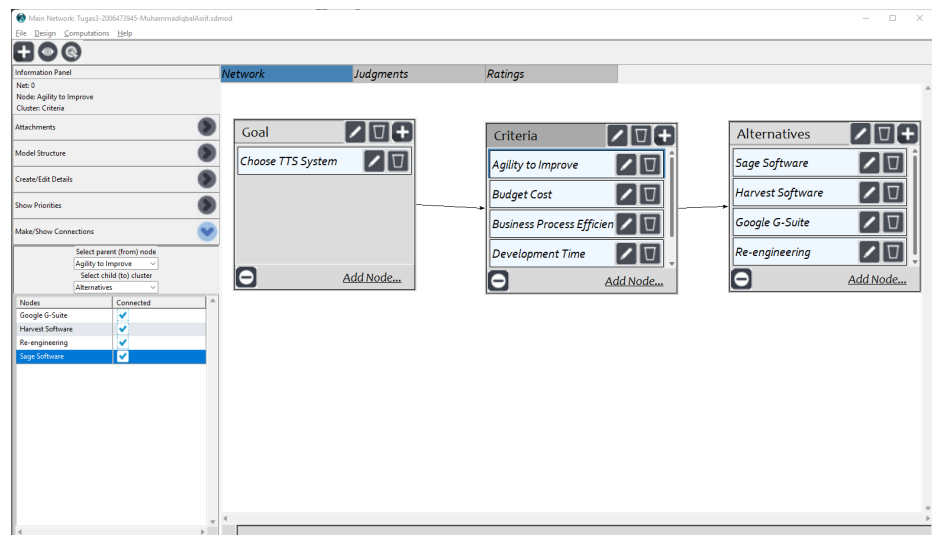 Main Network: Tugac3-2006473945-MuhammadIqbalAsrif.sdmod
File Design Computations Help
Information Panel
Net: 0
Node: Agility to Improve
Cluster: Criteria
Attachments
Model Structure
Create/Edit Details
Show Priorities
Make/Show Connections
Select parent (from) node
Agility to Improve
Select child (to) cluster
Alternatives
Nodes Connected
Google G-Suite
Harvest Software
Re-engineering
Sage Software
Network Judgments Ratings
Goal
Choose TTS System
Add Node...
Criteria
Agility to Improve
Budget Cost
Business Process Efficien
Development Time
Add Node...
Alternatives
Sage Software
Harvest Software
Google G-Suite
Re-engineering
Add Node...